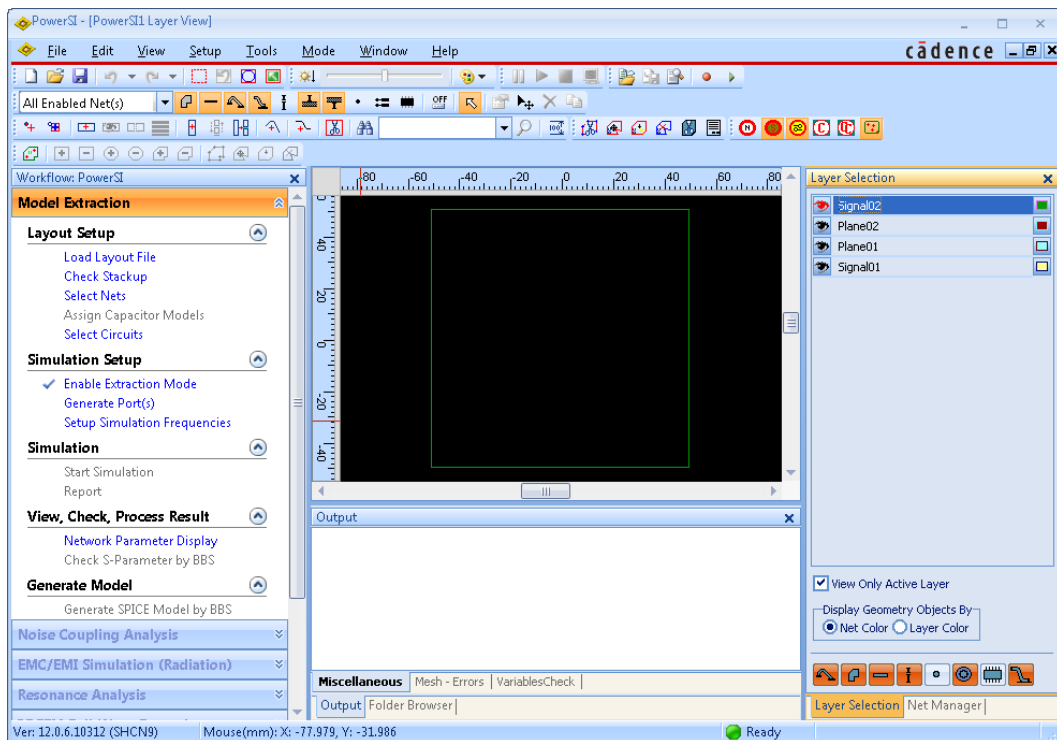 PowerSI - [PowerSI1 Layer View]
File Edit View Setup Tools Mode Window Help
cādence
All Enabled Net(s)
OFF
Workflow: PowerSI
Model Extraction
Layout Setup
Load Layout File
Check Stackup
Select Nets
Assign Capacitor Models
Select Circuits
Simulation Setup
Enable Extraction Mode
Generate Port(s)
Setup Simulation Frequencies
Simulation
Start Simulation
Report
View, Check, Process Result
Network Parameter Display
Check S-Parameter by BBS
Generate Model
Generate SPICE Model by BBS
Noise Coupling Analysis
EMC/EMI Simulation (Radiation)
Resonance Analysis
-80 -60 -40 -20 0 20 40 60 80
40
20
0
-20
-40
Output
Miscellaneous Mesh - Errors VariablesCheck
Output Folder Browser
Layer Selection
Signal02
Plane02
Plane01
Signal01
View Only Active Layer
Display Geometry Objects By
Net Color Layer Color
Layer Selection Net Manager
Ver: 12.0.6.10312 (SHCN9) Mouse(mm): X: -77.979, Y: -31.986 Ready